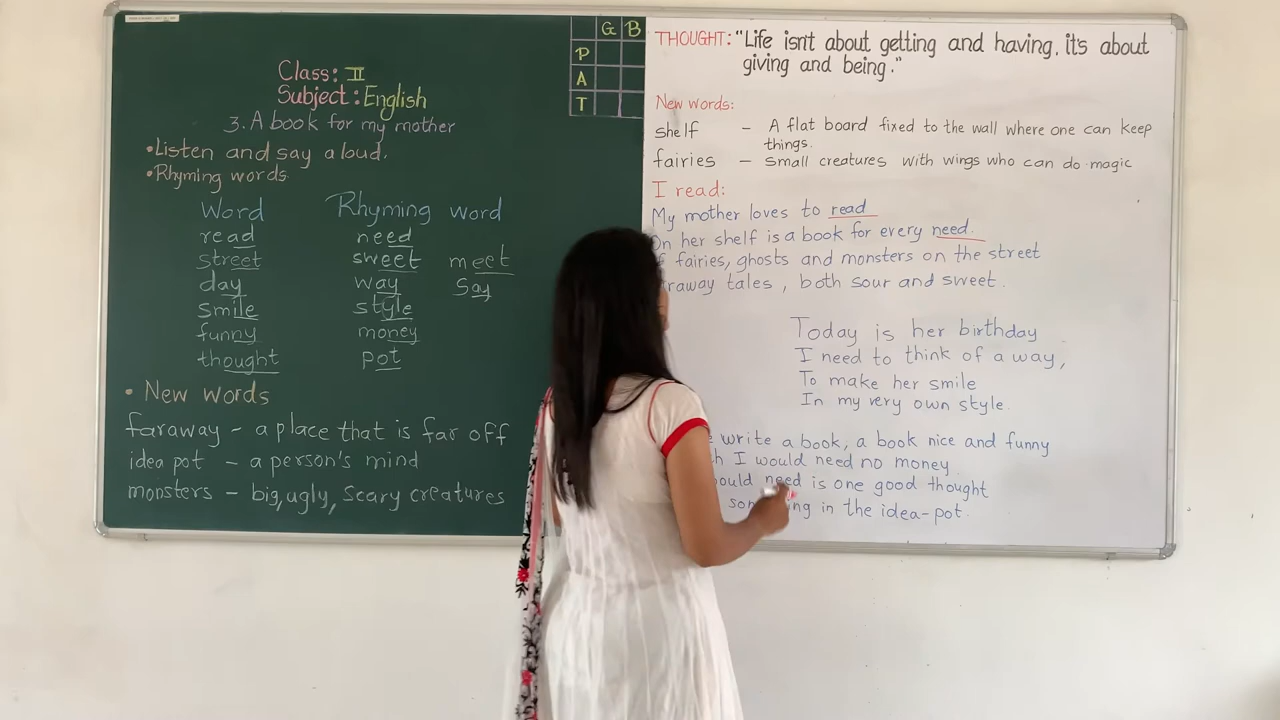 G B
P
A
T
Class: II
Subject: English
3. A book for my mother
•Listen and say aloud.
•Rhyming words.
Word Rhyming word
read need
street sweet meet
day way say
smile style
funny money
thought pot
• New words
faraway - a place that is far off
idea pot - a person's mind
monsters - big, ugly, scary creatures
THOUGHT: "Life isn't about getting and having, it's about
giving and being."
New words:
shelf - A flat board fixed to the wall where one can keep
things.
fairies - small creatures with wings who can do magic
I read:
My mother loves to read
On her shelf is a book for every need.
fairies, ghosts and monsters on the street
tales, both sour and sweet.
Today is her birthday
I need to think of a way,
To make her smile
In my very own style.
write a book, a book nice and funny
I would need no money
need is one good thought
in the idea-pot.